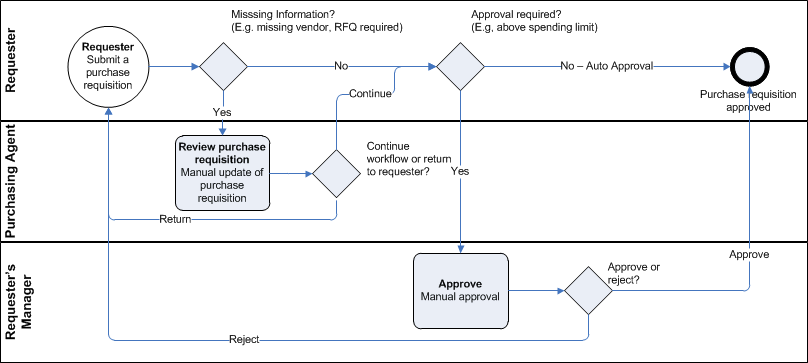 Requester
Misssing Information?
(E.g. missing vendor, RFQ required)
Approval required?
(E.g, above spending limit)
Requester
Submit a
purchase
requisition
No
No – Auto Approval
Continue
Yes
Purchase requisition
approved
Purchasing Agent
Review purchase
requisition
Manual update of
purchase
requisition
Continue
workflow or return
to requester?
Yes
Return
Requester's
Manager
Approve
Manual approval
Approve or
reject?
Approve
Reject